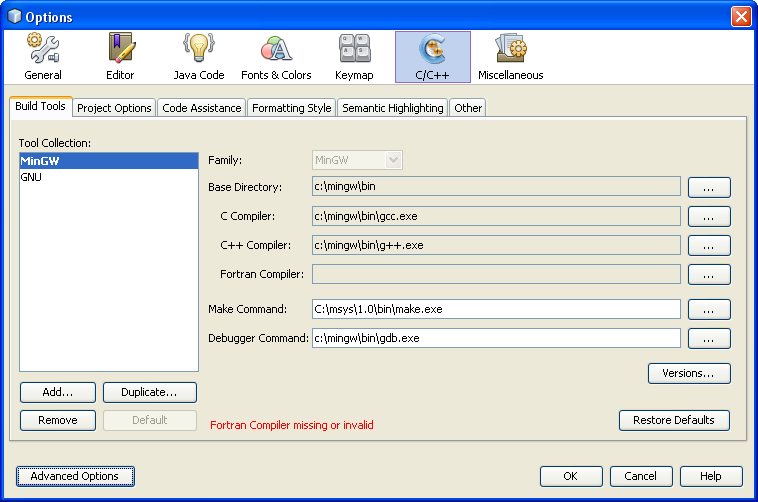 Options
General
Editor
Java Code
Fonts & Colors
Keymap
C/C++
Miscellaneous
Build Tools
Project Options
Code Assistance
Formatting Style
Semantic Highlighting
Other
Tool Collection:
MinGW
GNU
Family:
MinGW
Base Directory:
c:\mingw\bin
...
C Compiler:
c:\mingw\bin\gcc.exe
...
C++ Compiler:
c:\mingw\bin\g++.exe
...
Fortran Compiler:
...
Make Command:
C:\msys\1.0\bin\make.exe
...
Debugger Command:
c:\mingw\bin\gdb.exe
...
Versions...
Add...
Duplicate...
Remove
Default
Fortran Compiler missing or invalid
Restore Defaults
Advanced Options
OK
Cancel
Help